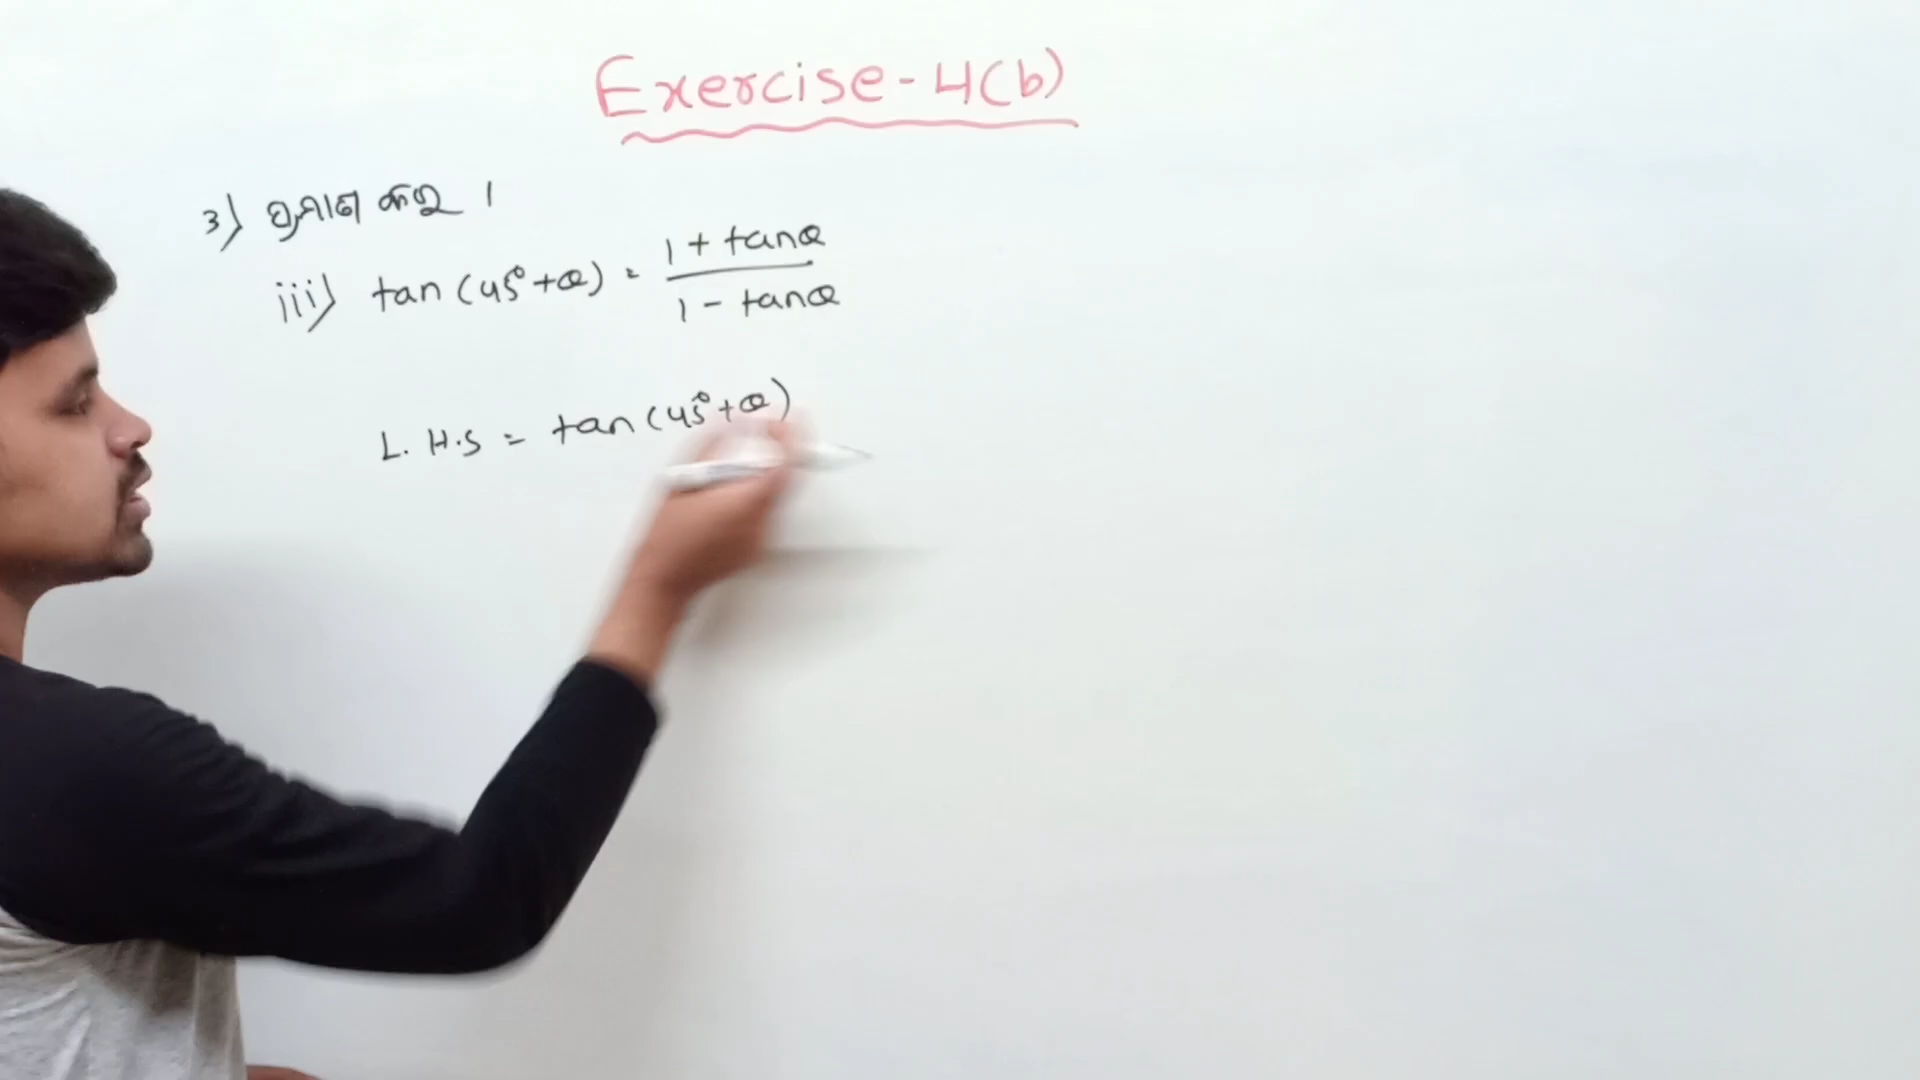 Exercise-4(b)
3) ପ୍ରମାଣ କର ।
iii) tan (45°+θ) = (1 + tanθ) / (1 - tanθ)
L.H.S = tan (45°+θ)